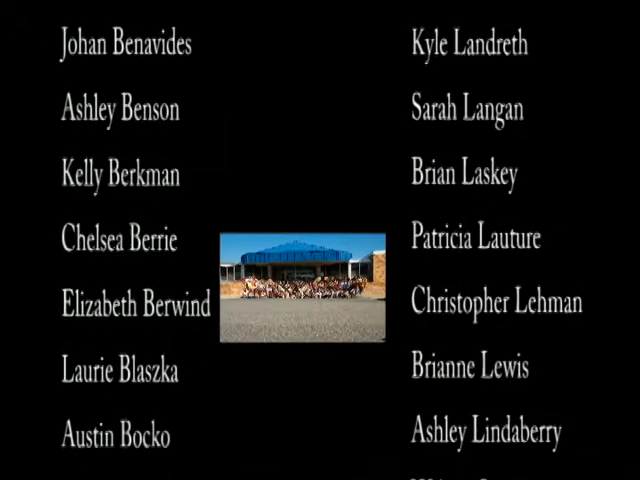 Johan Benavides
Ashley Benson
Kelly Berkman
Chelsea Berrie
Elizabeth Berwind
Laurie Blaszka
Austin Bocko
Kyle Landreth
Sarah Langan
Brian Laskey
Patricia Lauture
Christopher Lehman
Brianne Lewis
Ashley Lindaberry